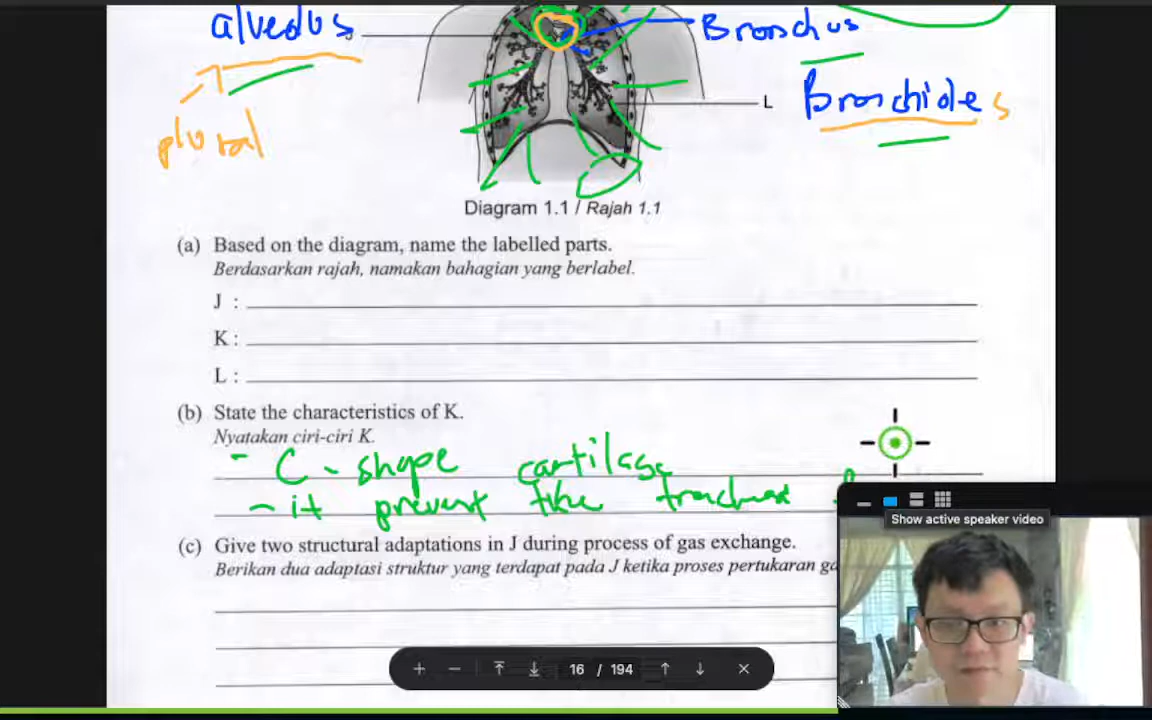 alveolus
Bronchus
L
Bronchioles
plural
Diagram 1.1 / Rajah 1.1
(a) Based on the diagram, name the labelled parts.
Berdasarkan rajah, namakan bahagian yang berlabel.
J :
K :
L :
(b) State the characteristics of K.
Nyatakan ciri-ciri K.
- C - shape cartilage
- it prevent the trachea
Show active speaker video
(c) Give two structural adaptations in J during process of gas exchange.
Berikan dua adaptasi struktur yang terdapat pada J ketika proses pertukaran ga
16 / 194